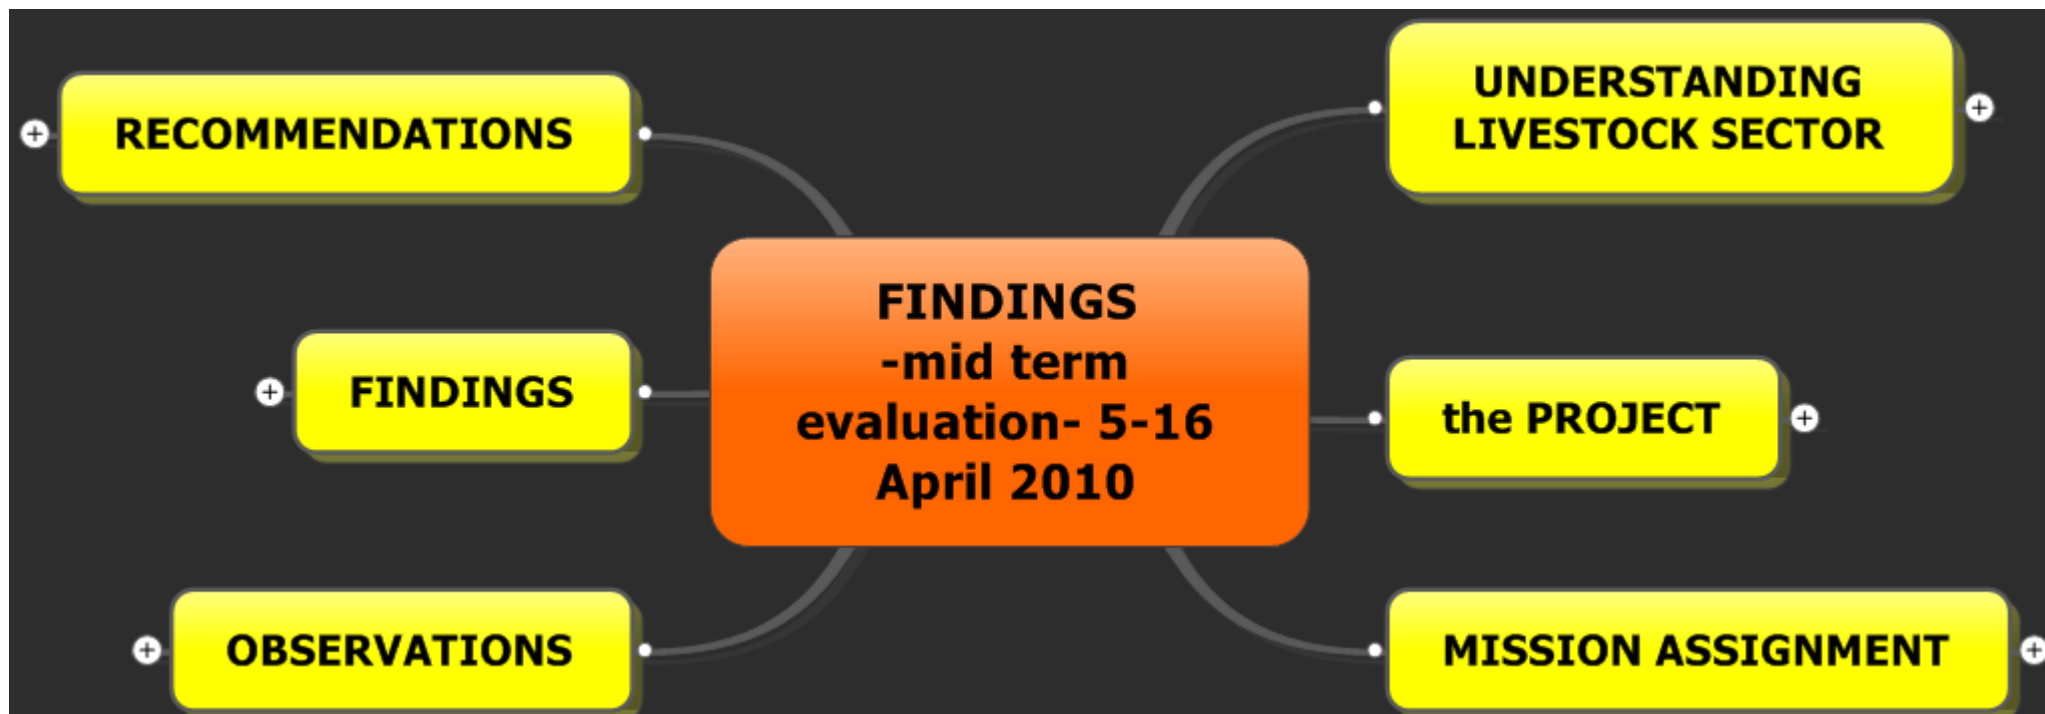 RECOMMENDATIONS
FINDINGS
OBSERVATIONS
FINDINGS
-mid term
evaluation- 5-16
April 2010
UNDERSTANDING
LIVESTOCK SECTOR
the PROJECT
MISSION ASSIGNMENT